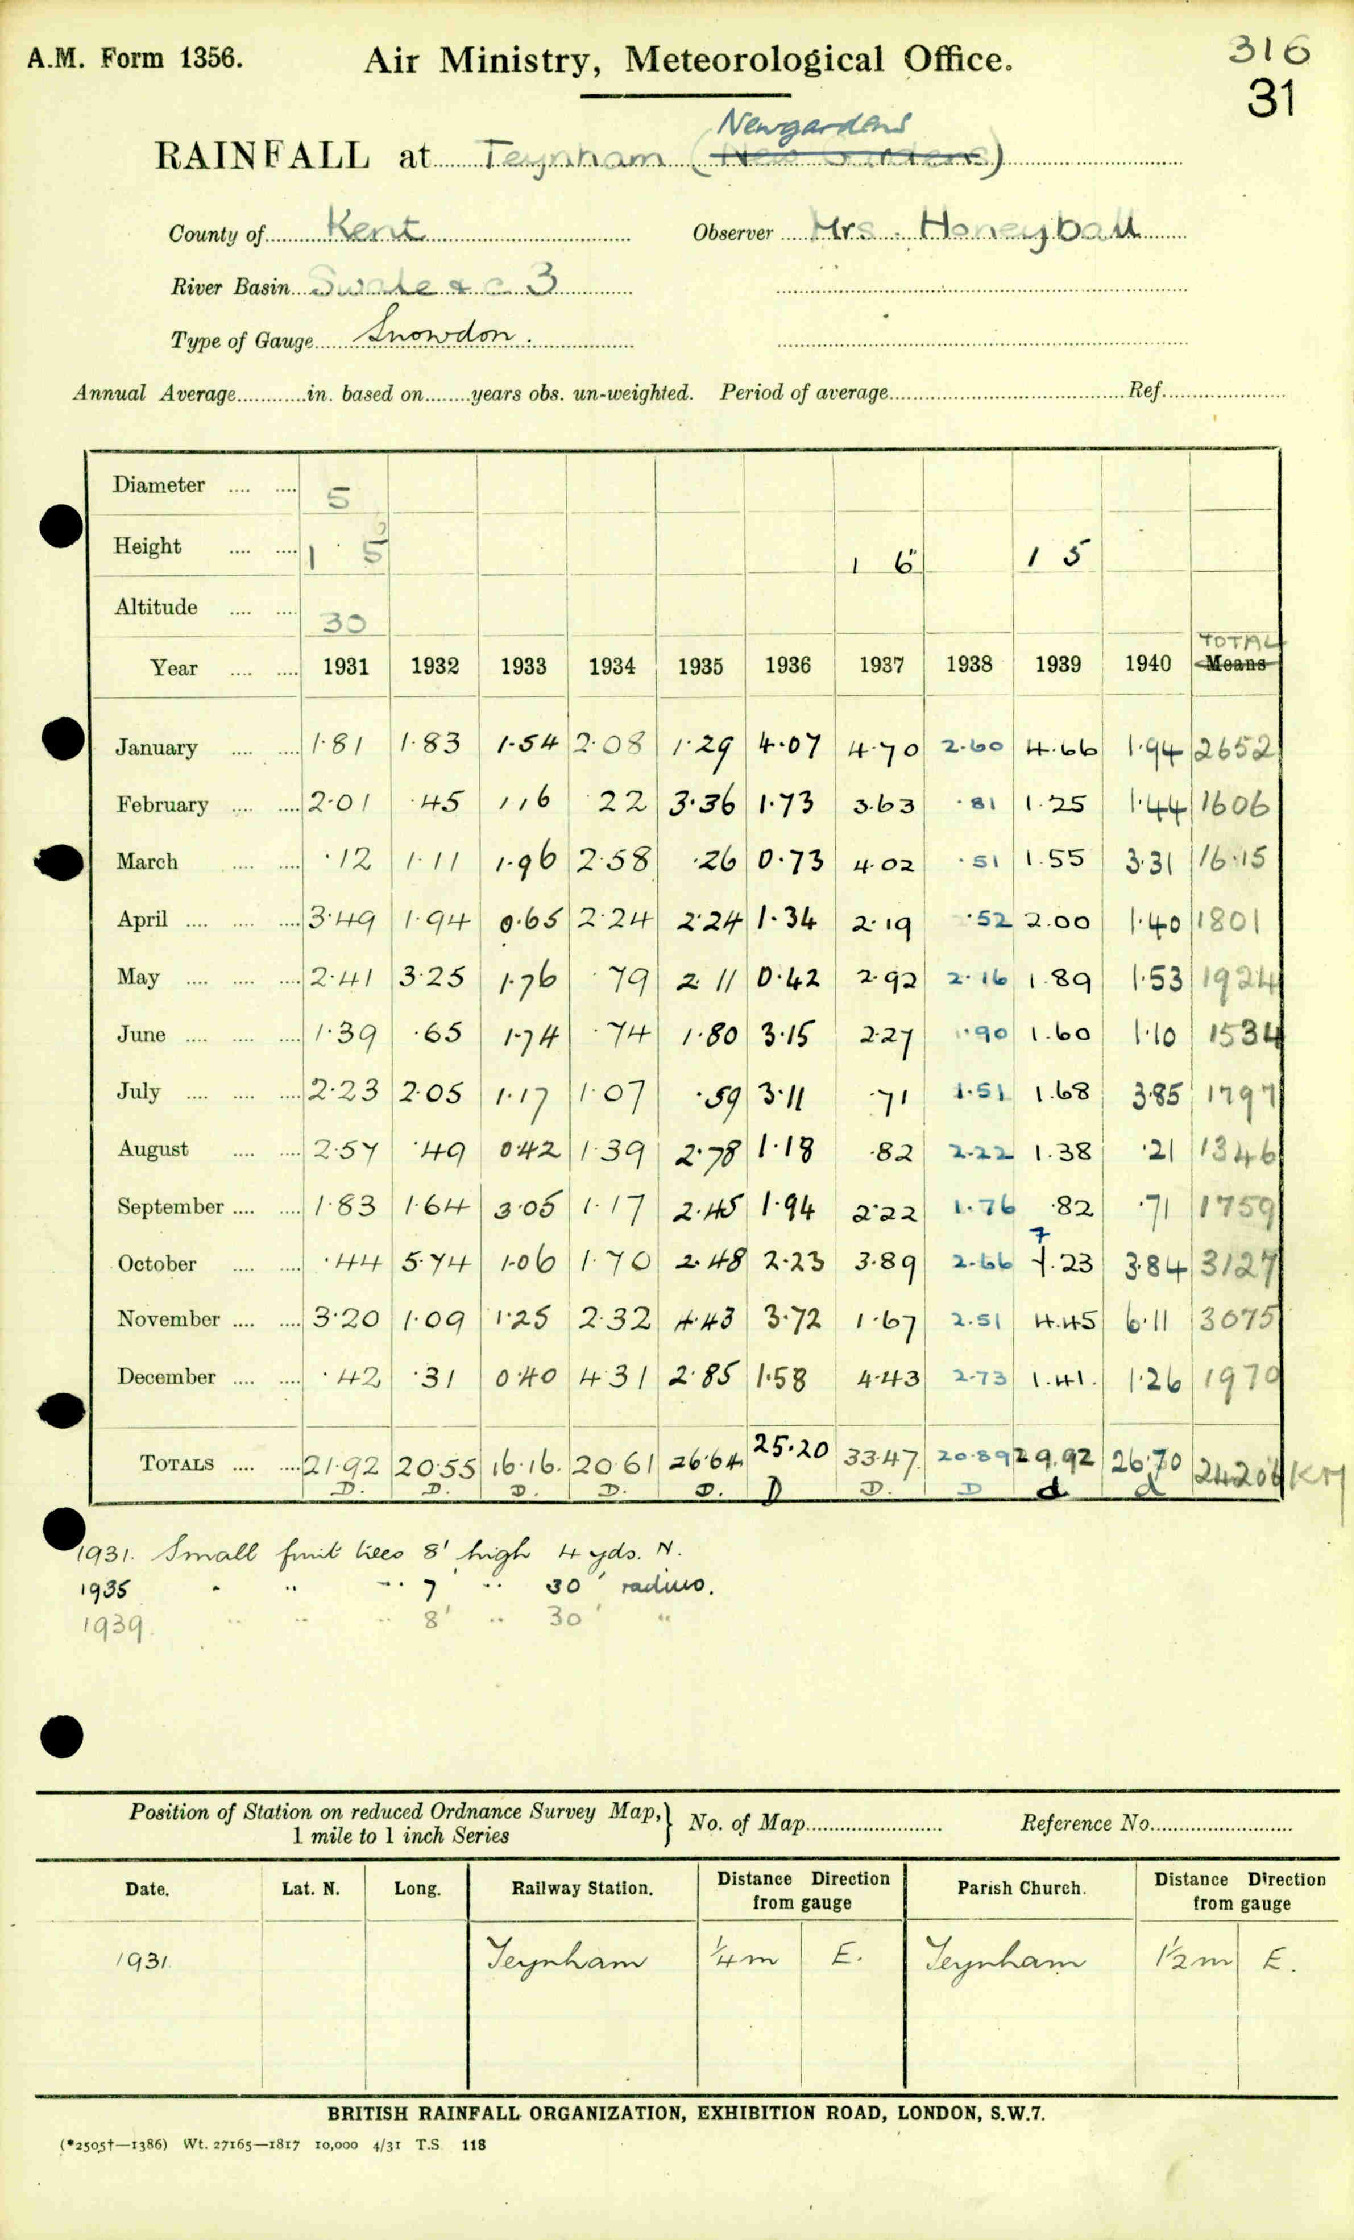 A.M. Form 1356. Air Ministry, Meteorological Office. 316
31
Newgardens
RAINFALL at Teynham (New Gardens)
County of Kent Observer Mrs. Honeyball
River Basin Swale & c 3
Type of Gauge Snowdon.
Annual Average in. based on years obs. un-weighted. Period of average Ref.
Diameter 5
Height 1 5 1 6" 1 5
Altitude 30
TOTAL
Year 1931 1932 1933 1934 1935 1936 1937 1938 1939 1940 Means
January 1.81 1.83 1.54 2.08 1.29 4.07 4.70 2.60 4.66 1.94 2652
February 2.01 .45 1.16 .22 3.36 1.73 3.63 .81 1.25 1.44 1606
March .12 1.11 1.96 2.58 .26 0.73 4.02 .51 1.55 3.31 16.15
April 3.49 1.94 0.65 2.24 2.24 1.34 2.19 .52 2.00 1.40 1801
May 2.41 3.25 1.76 .79 2.11 0.42 2.92 2.16 1.89 1.53 1924
June 1.39 .65 1.74 .74 1.80 3.15 2.27 1.90 1.60 1.10 1534
July 2.23 2.05 1.17 1.07 .59 3.11 .71 1.51 1.68 3.85 1797
August 2.57 .49 0.42 1.39 2.78 1.18 .82 2.22 1.38 .21 1346
September 1.83 1.64 3.05 1.17 2.45 1.94 2.22 1.76 .82 .71 1759
October .44 5.74 1.06 1.70 2.48 2.23 3.89 2.66 7.23 3.84 3127
November 3.20 1.09 1.25 2.32 4.43 3.72 1.67 2.51 4.45 6.11 3075
December .42 .31 0.40 4.31 2.85 1.58 4.43 2.73 1.41. 1.26 1970
TOTALS 21.92 20.55 16.16. 20.61 26.64 25.20 33.47 20.89 29.92 26.70 24206 KM
D. D. D. D. D. D D. D d d
1931. Small fruit trees 8' high 4 yds. N.
1935 " " " 7' " 30' radius.
1939. " " " 8' " 30' "
Position of Station on reduced Ordnance Survey Map, 1 mile to 1 inch Series } No. of Map Reference No.
Date. Lat. N. Long. Railway Station. Distance Direction from gauge Parish Church. Distance Direction from gauge
1931. Teynham 1/4 m E. Teynham 1 1/2 m E.
BRITISH RAINFALL ORGANIZATION, EXHIBITION ROAD, LONDON, S.W.7.
(*2505†—1386) Wt. 27165—1817 10,000 4/31 T.S. 118